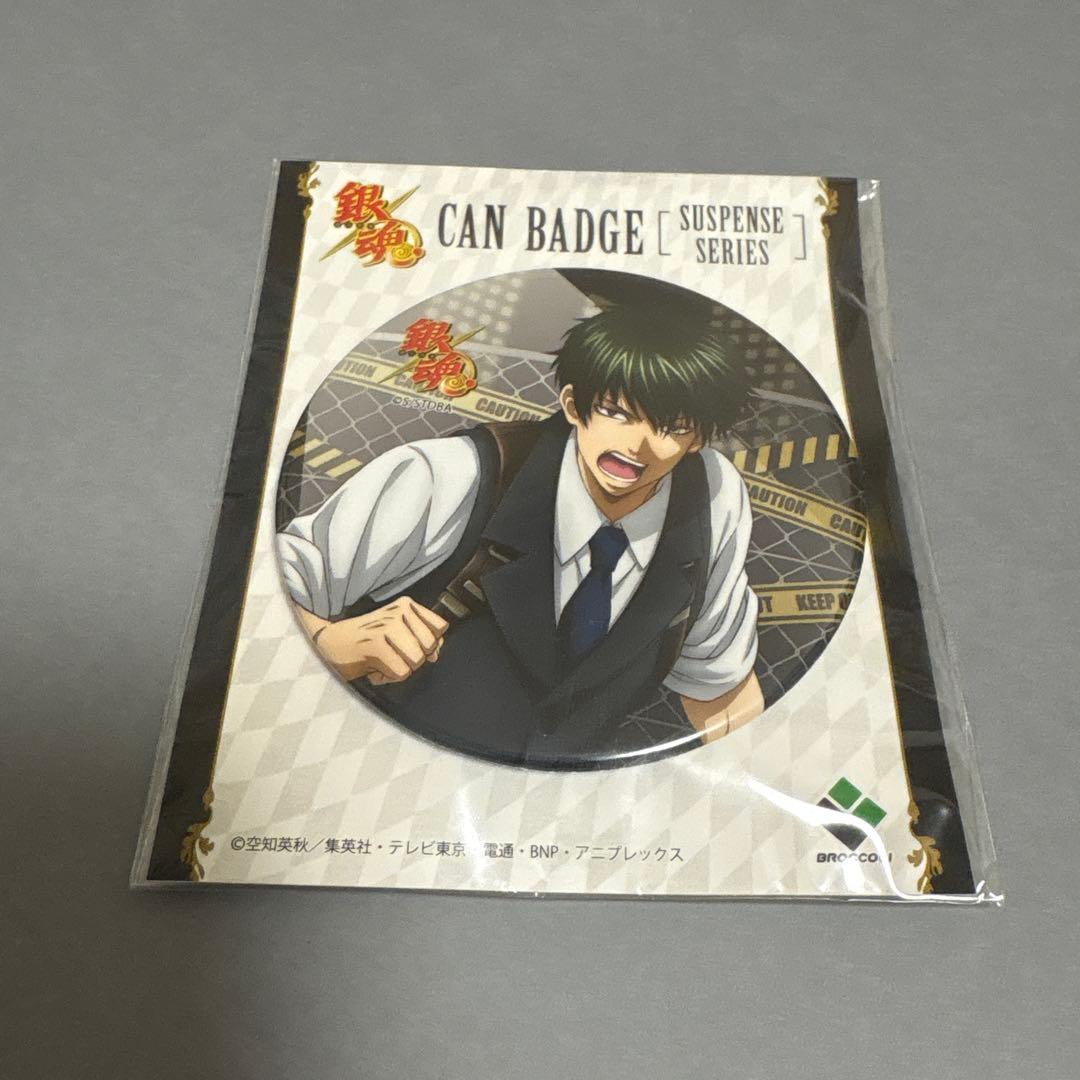 銀魂
CAN BADGE [SUSPENSE SERIES]
銀魂
©S/STDBA
CAUTION
CAUTION
CAUTION
KEEP
©空知英秋／集英社・テレビ東京・電通・BNP・アニプレックス
BROCCOLI